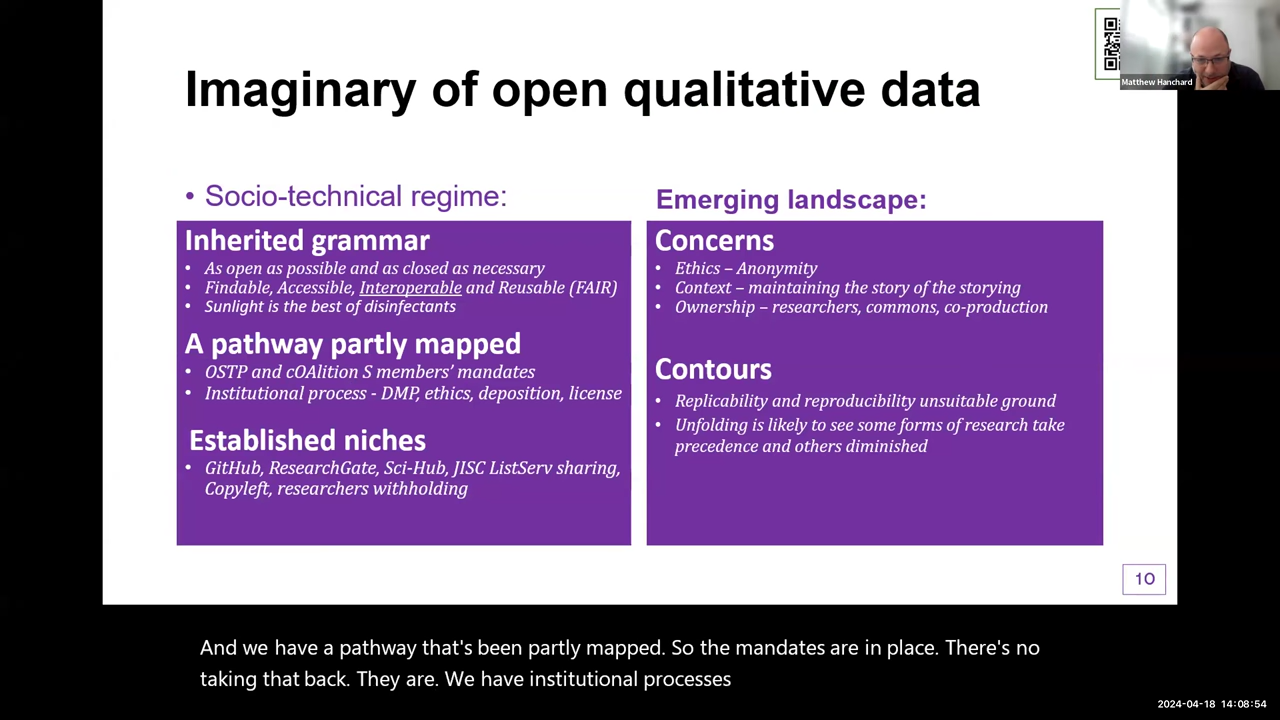 Imaginary of open qualitative data
Matthew Hanchard
• Socio-technical regime:
Inherited grammar
• As open as possible and as closed as necessary
• Findable, Accessible, Interoperable and Reusable (FAIR)
• Sunlight is the best of disinfectants
A pathway partly mapped
• OSTP and cOAlition S members' mandates
• Institutional process - DMP, ethics, deposition, license
Established niches
• GitHub, ResearchGate, Sci-Hub, JISC ListServ sharing,
Copyleft, researchers withholding
Emerging landscape:
Concerns
• Ethics – Anonymity
• Context – maintaining the story of the storying
• Ownership – researchers, commons, co-production
Contours
• Replicability and reproducibility unsuitable ground
• Unfolding is likely to see some forms of research take
precedence and others diminished
10
And we have a pathway that's been partly mapped. So the mandates are in place. There's no
taking that back. They are. We have institutional processes
2024-04-18 14:08:54